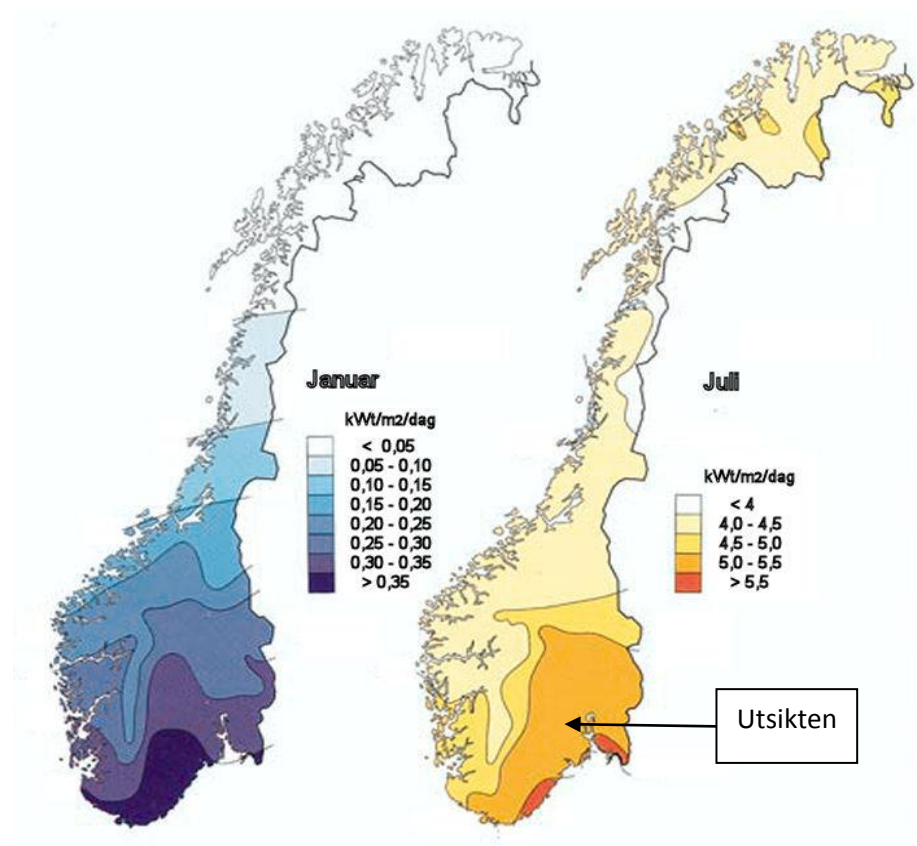 Januar
kWt/m2/dag
< 0,05
0,05 - 0,10
0,10 - 0,15
0,15 - 0,20
0,20 - 0,25
0,25 - 0,30
0,30 - 0,35
> 0,35
Juli
kWt/m2/dag
< 4
4,0 - 4,5
4,5 - 5,0
5,0 - 5,5
> 5,5
Utsikten